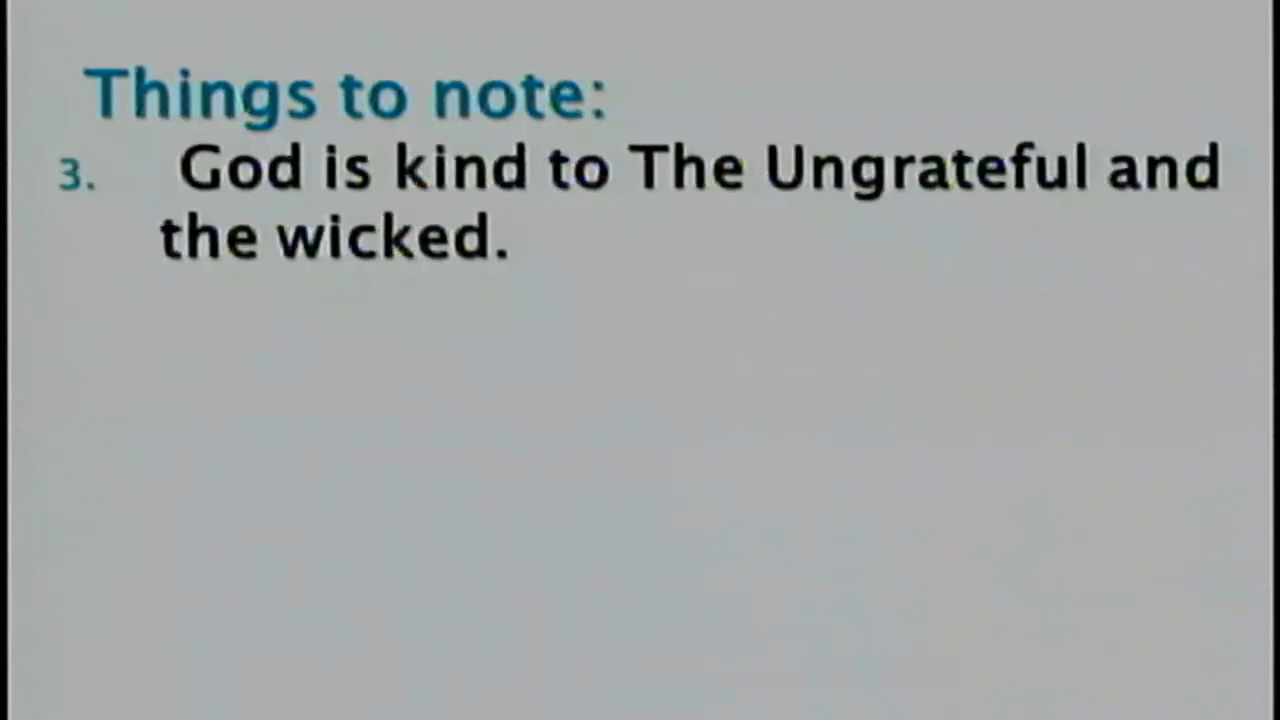 Things to note:
3. God is kind to The Ungrateful and
the wicked.